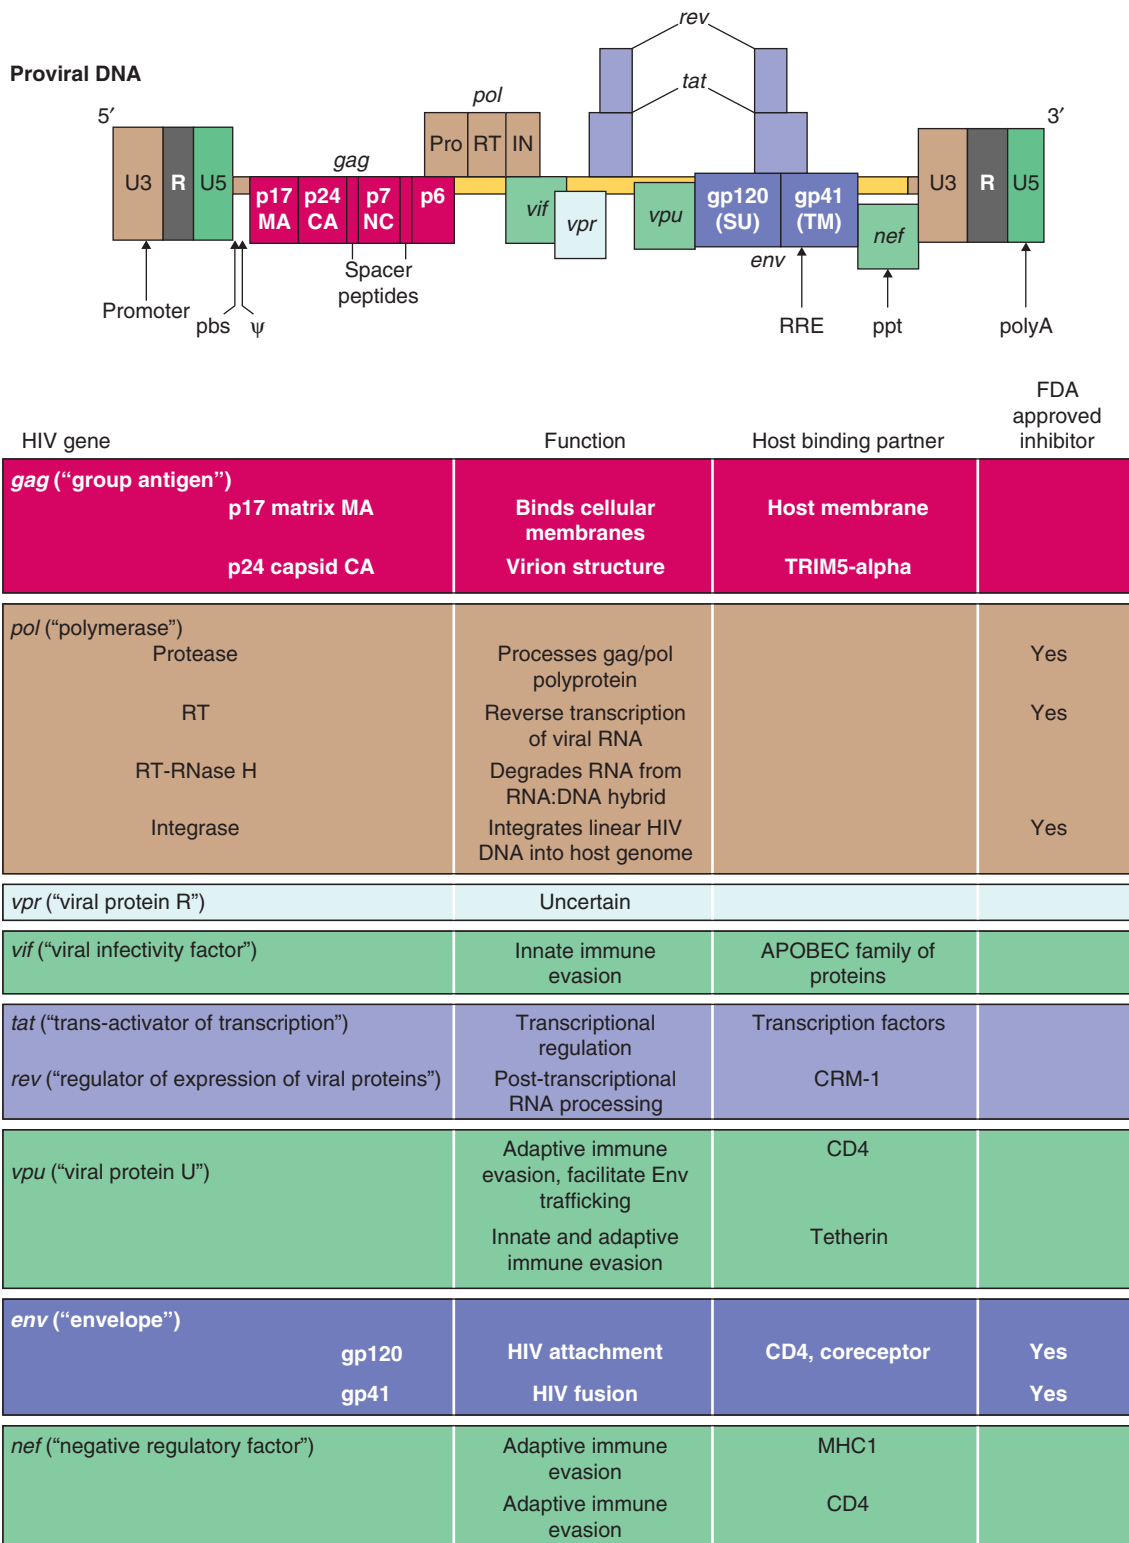 rev
Proviral DNA
tat
pol
5′
3′
gag
Pro RT IN
U3 R U5
p17 MA
p24 CA
p7 NC
p6
vif
vpr
vpu
gp120 (SU)
gp41 (TM)
env
nef
U3 R U5
Spacer peptides
Promoter
pbs
ψ
RRE
ppt
polyA
HIV gene
Function
Host binding partner
FDA approved inhibitor
gag (“group antigen”)
p17 matrix MA
Binds cellular membranes
Host membrane
p24 capsid CA
Virion structure
TRIM5-alpha
pol (“polymerase”)
Protease
Processes gag/pol polyprotein
Yes
RT
Reverse transcription of viral RNA
Yes
RT-RNase H
Degrades RNA from RNA:DNA hybrid
Integrase
Integrates linear HIV DNA into host genome
Yes
vpr (“viral protein R”)
Uncertain
vif (“viral infectivity factor”)
Innate immune evasion
APOBEC family of proteins
tat (“trans-activator of transcription”)
Transcriptional regulation
Transcription factors
rev (“regulator of expression of viral proteins”)
Post-transcriptional RNA processing
CRM-1
vpu (“viral protein U”)
Adaptive immune evasion, facilitate Env trafficking
CD4
Innate and adaptive immune evasion
Tetherin
env (“envelope”)
gp120
HIV attachment
CD4, coreceptor
Yes
gp41
HIV fusion
Yes
nef (“negative regulatory factor”)
Adaptive immune evasion
MHC1
Adaptive immune evasion
CD4